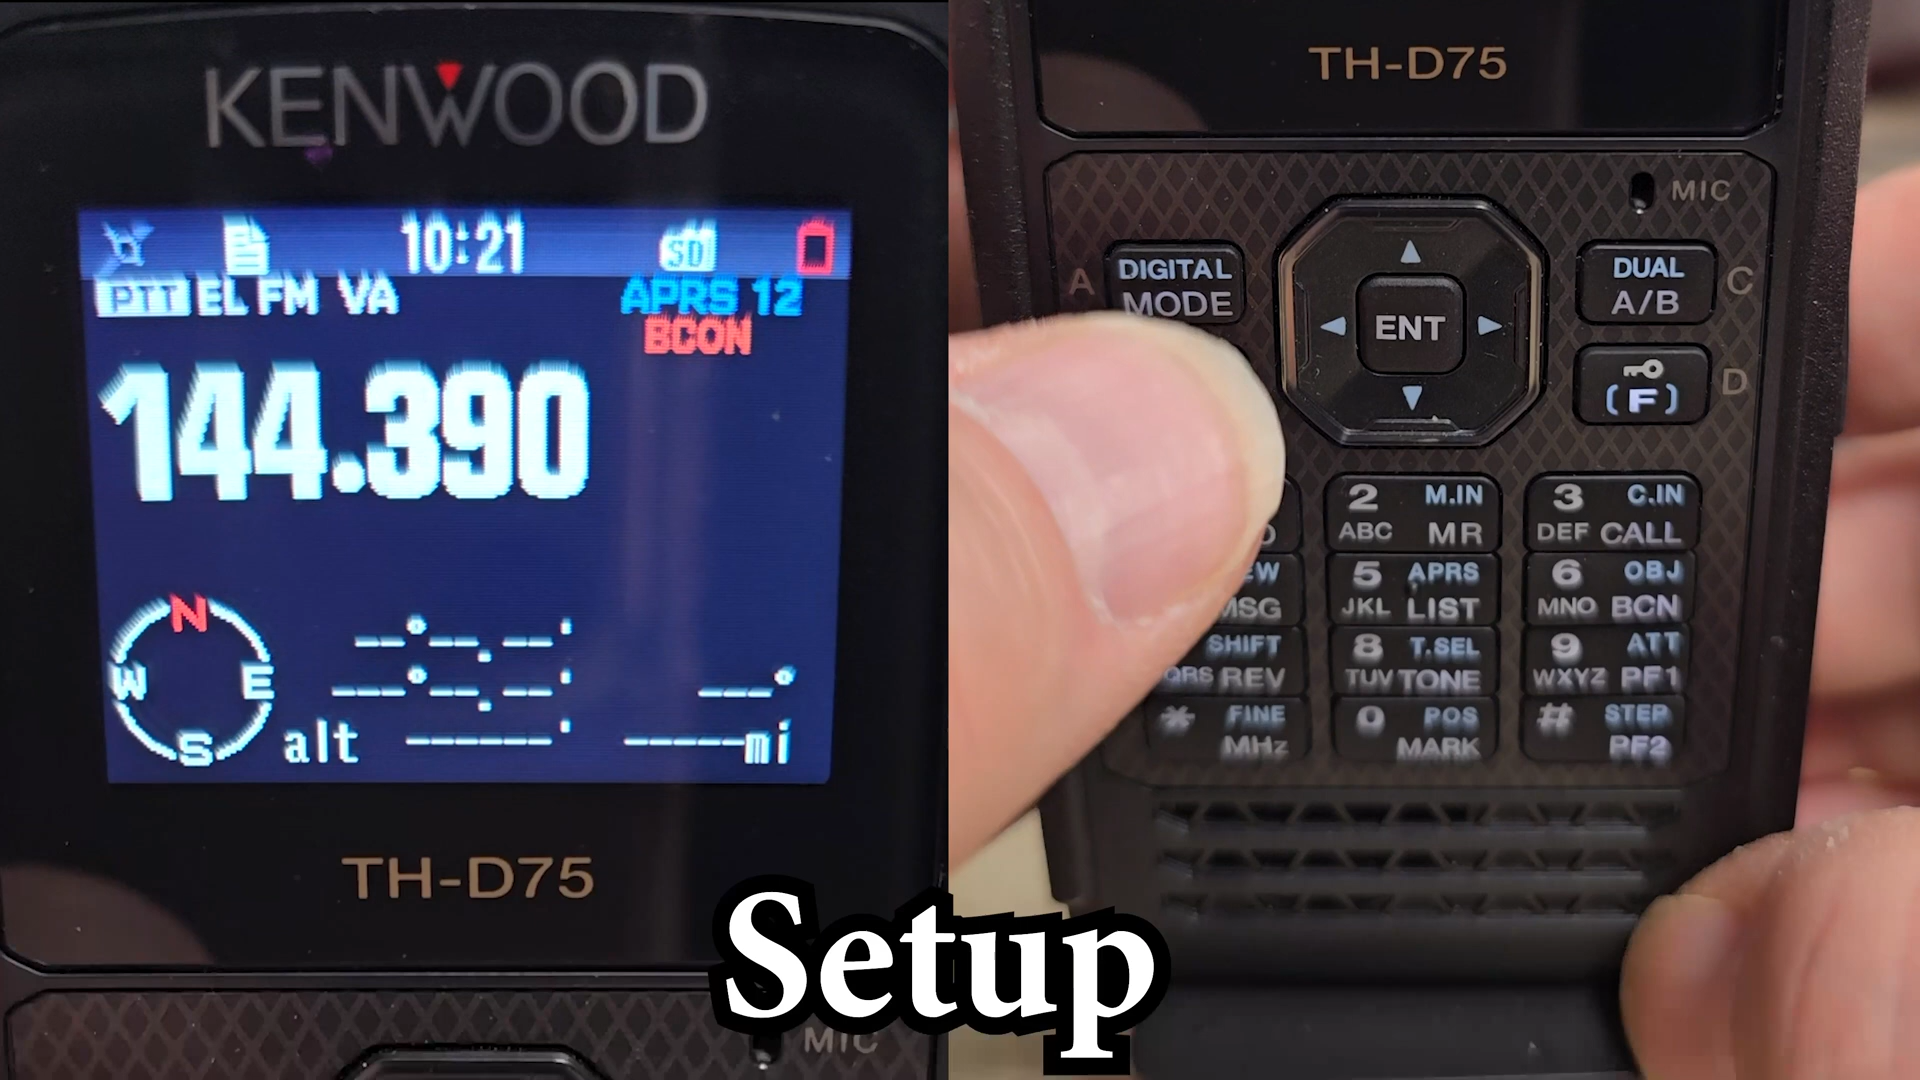 KENWOOD
10:21
SD
PTT EL FM VA
APRS 12
BCON
144.390
N
W E
S
alt
mi
TH-D75
MIC
TH-D75
MIC
A
DIGITAL
MODE
ENT
DUAL
A/B
C
(F)
D
2 M.IN
ABC MR
3 C.IN
DEF CALL
MSG
5 APRS
JKL LIST
6 OBJ
MNO BCN
SHIFT
QRS REV
8 T.SEL
TUV TONE
9 ATT
WXYZ PF1
* FINE
MHz
0 POS
MARK
# STEP
PF2
Setup